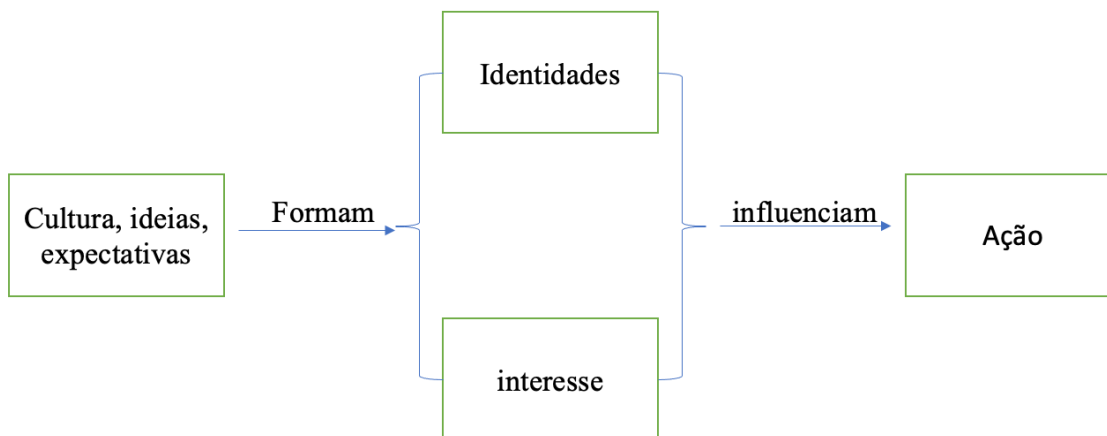 Cultura, ideias,
expectativas
Formam
Identidades
interesse
influenciam
Ação